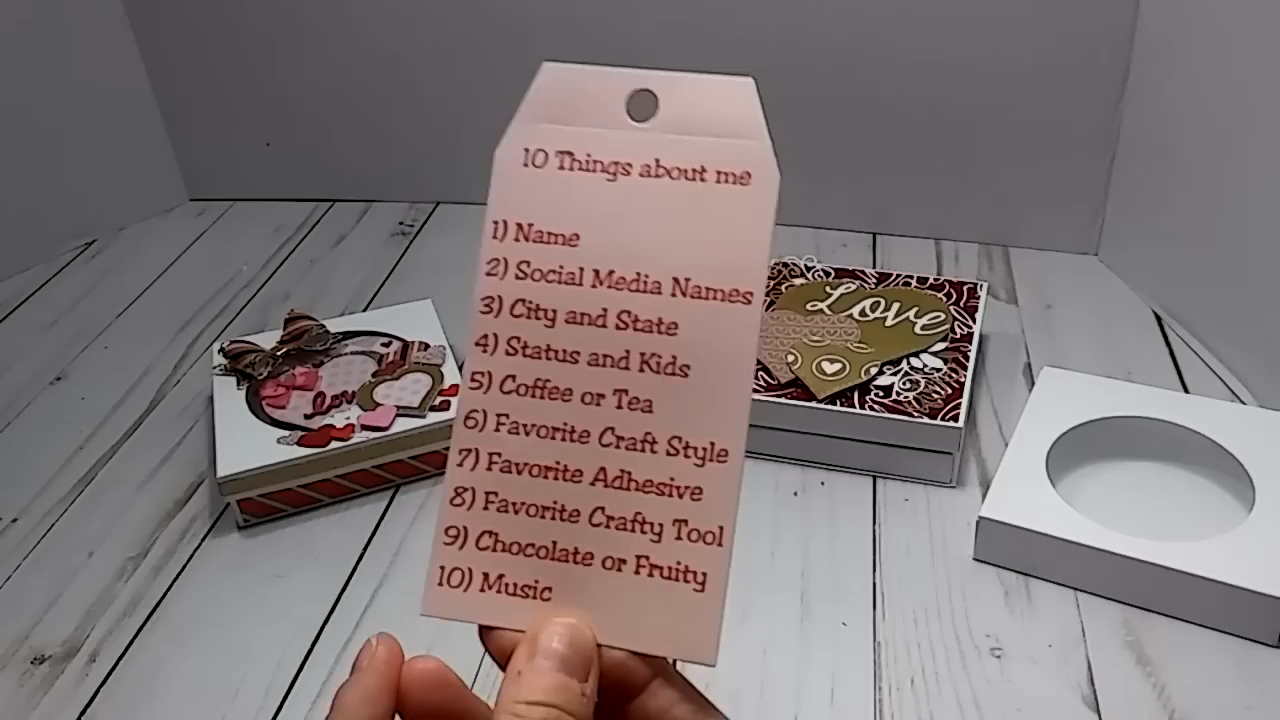 10 Things about me
1) Name
2) Social Media Names
3) City and State
4) Status and Kids
5) Coffee or Tea
6) Favorite Craft Style
7) Favorite Adhesive
8) Favorite Crafty Tool
9) Chocolate or Fruity
10) Music
Love
love